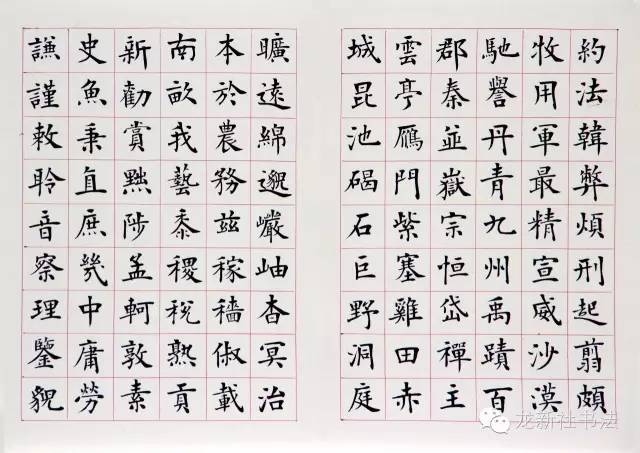 約法韓弊煩刑起翦頗
牧用軍最精宣威沙漠
馳譽丹青九州禹蹟百
郡秦並嶽宗恒岱禪主
雲亭鴈門紫塞雞田赤
城昆池碣石巨野洞庭
曠遠綿邈巖岫杳冥治
本於農務茲稼穡俶載
南畝我藝黍稷稅熟貢
新勸賞黜陟孟軻敦素
史魚秉直庶幾中庸勞
謙謹敕聆音察理鑒貌
龙新社书法